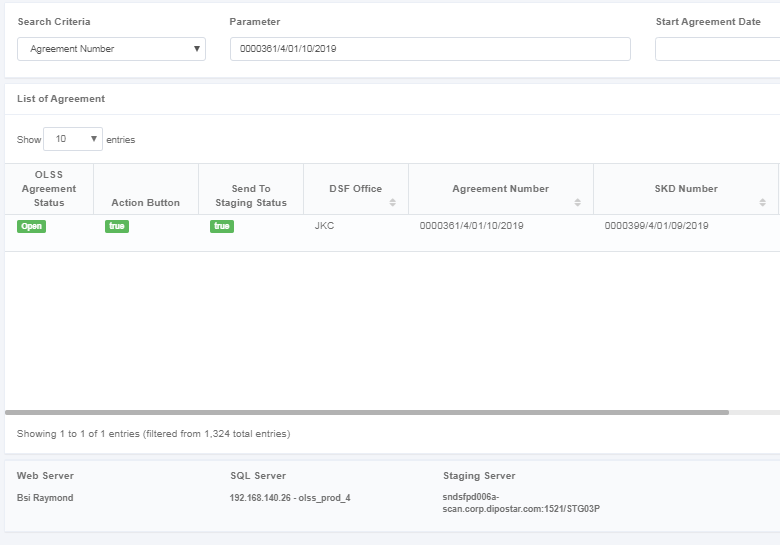 Search Criteria Parameter Start Agreement Date
Agreement Number 0000361/4/01/10/2019
List of Agreement
Show 10 entries
OLSS
Agreement Send To DSF Office Agreement Number SKD Number
Status Action Button Staging Status
Open true true JKC 0000361/4/01/10/2019 0000399/4/01/09/2019
Showing 1 to 1 of 1 entries (filtered from 1,324 total entries)
Web Server SQL Server Staging Server
Bsi Raymond 192.168.140.26 - olss_prod_4 sndsfpd006a-
scan.corp.dipostar.com:1521/STG03P